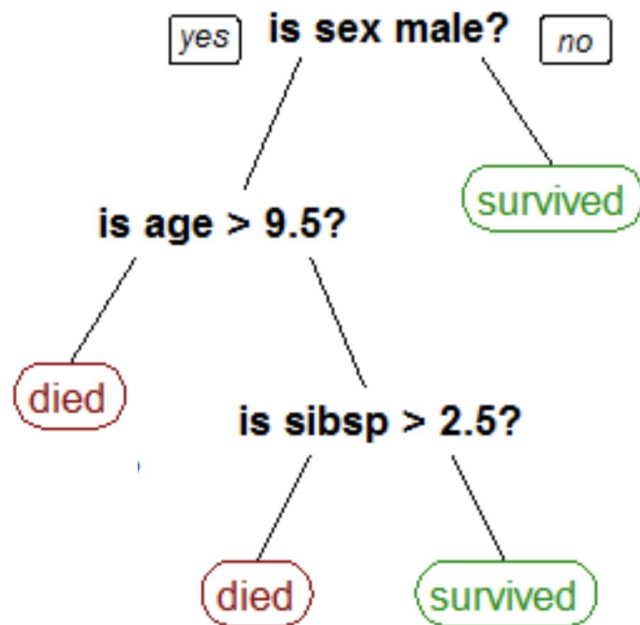 yes is sex male? no
survived
is age > 9.5?
died
is sibsp > 2.5?
died survived